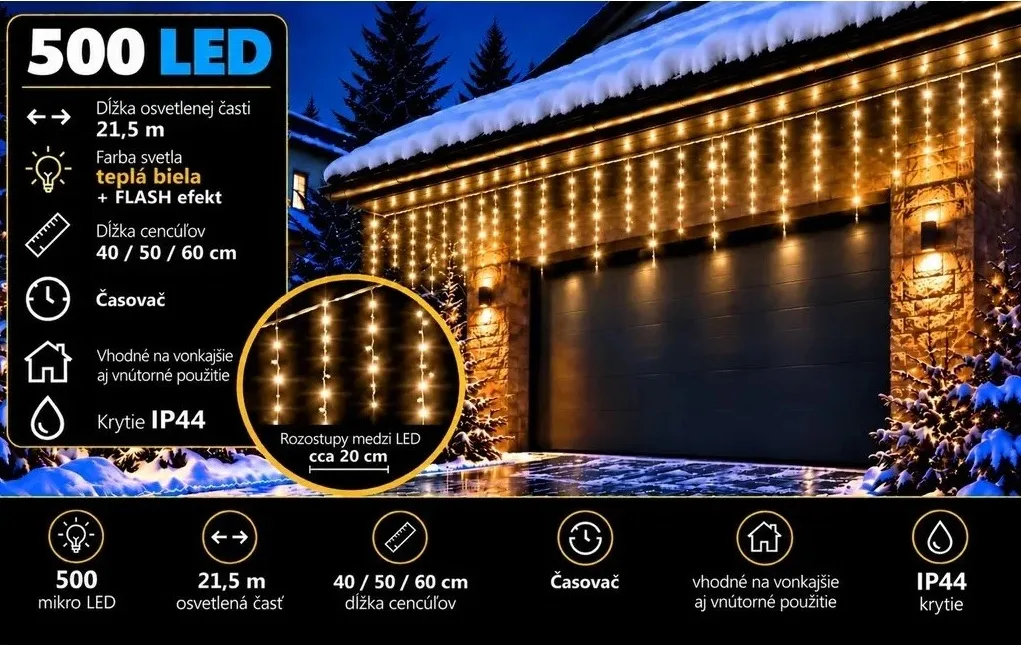 500 LED
Dĺžka osvetlenej časti
21,5 m
Farba svetla
teplá biela
+ FLASH efekt
Dĺžka cencúľov
40 / 50 / 60 cm
Časovač
Vhodné na vonkajšie
aj vnútorné použitie
Krytie IP44
Rozostupy medzi LED
cca 20 cm
500
mikro LED
21,5 m
osvetlená časť
40 / 50 / 60 cm
dĺžka cencúľov
Časovač
vhodné na vonkajšie
aj vnútorné použitie
IP44
krytie